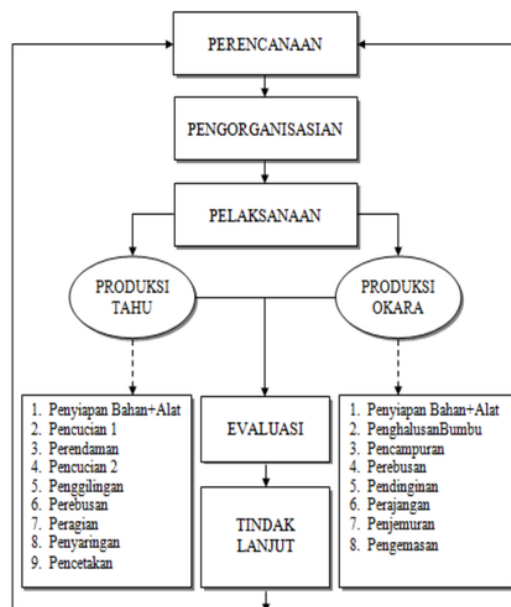 PERENCANAAN
PENGORGANISASIAN
PELAKSANAAN
PRODUKSI
TAHU
PRODUKSI
OKARA
1. Penyiapan Bahan+Alat
2. Pencucian 1
3. Perendaman
4. Pencucian 2
5. Penggilingan
6. Perebusan
7. Peragian
8. Penyaringan
9. Pencetakan
EVALUASI
TINDAK
LANJUT
1. Penyiapan Bahan+Alat
2. PenghalusanBumbu
3. Pencampuran
4. Perebusan
5. Pendinginan
6. Perajangan
7. Penjemuran
8. Pengemasan